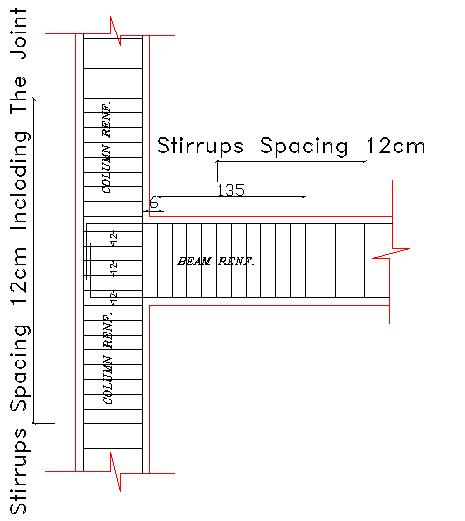 Stirrups Spacing 12cm Incloding The Joint
COLUMN RENF.
Stirrups Spacing 12cm
135
6
12
BEAM RENF.
12
12
COLUMN RENF.